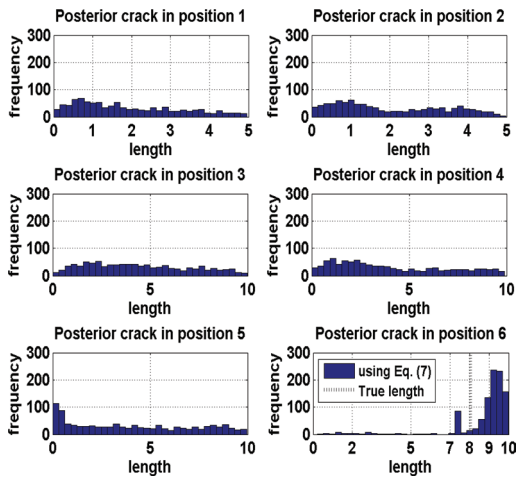 Posterior crack in position 1
Posterior crack in position 2
frequency
300
200
100
0
0 1 2 3 4 5
length
frequency
300
200
100
0
0 1 2 3 4 5
length
Posterior crack in position 3
Posterior crack in position 4
frequency
300
200
100
0
0 5 10
length
frequency
300
200
100
0
0 5 10
length
Posterior crack in position 5
Posterior crack in position 6
frequency
300
200
100
0
0 5 10
length
frequency
300
200
100
0
using Eq. (7)
True length
0 2 5 7 8 9 10
length